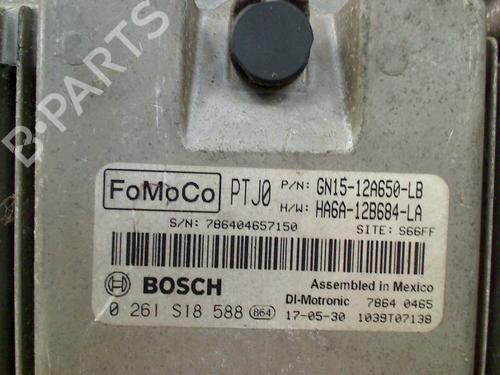 B-PARTS
FoMoCo PTJ0 P/N: GN15-12A650-LB
H/W: HA6A-12B684-LA
S/N: 786404657150 SITE: S66FF
BOSCH Assembled in Mexico
DI-Motronic 7864 0465
0 261 S18 588 864 17-05-30 1039T07138